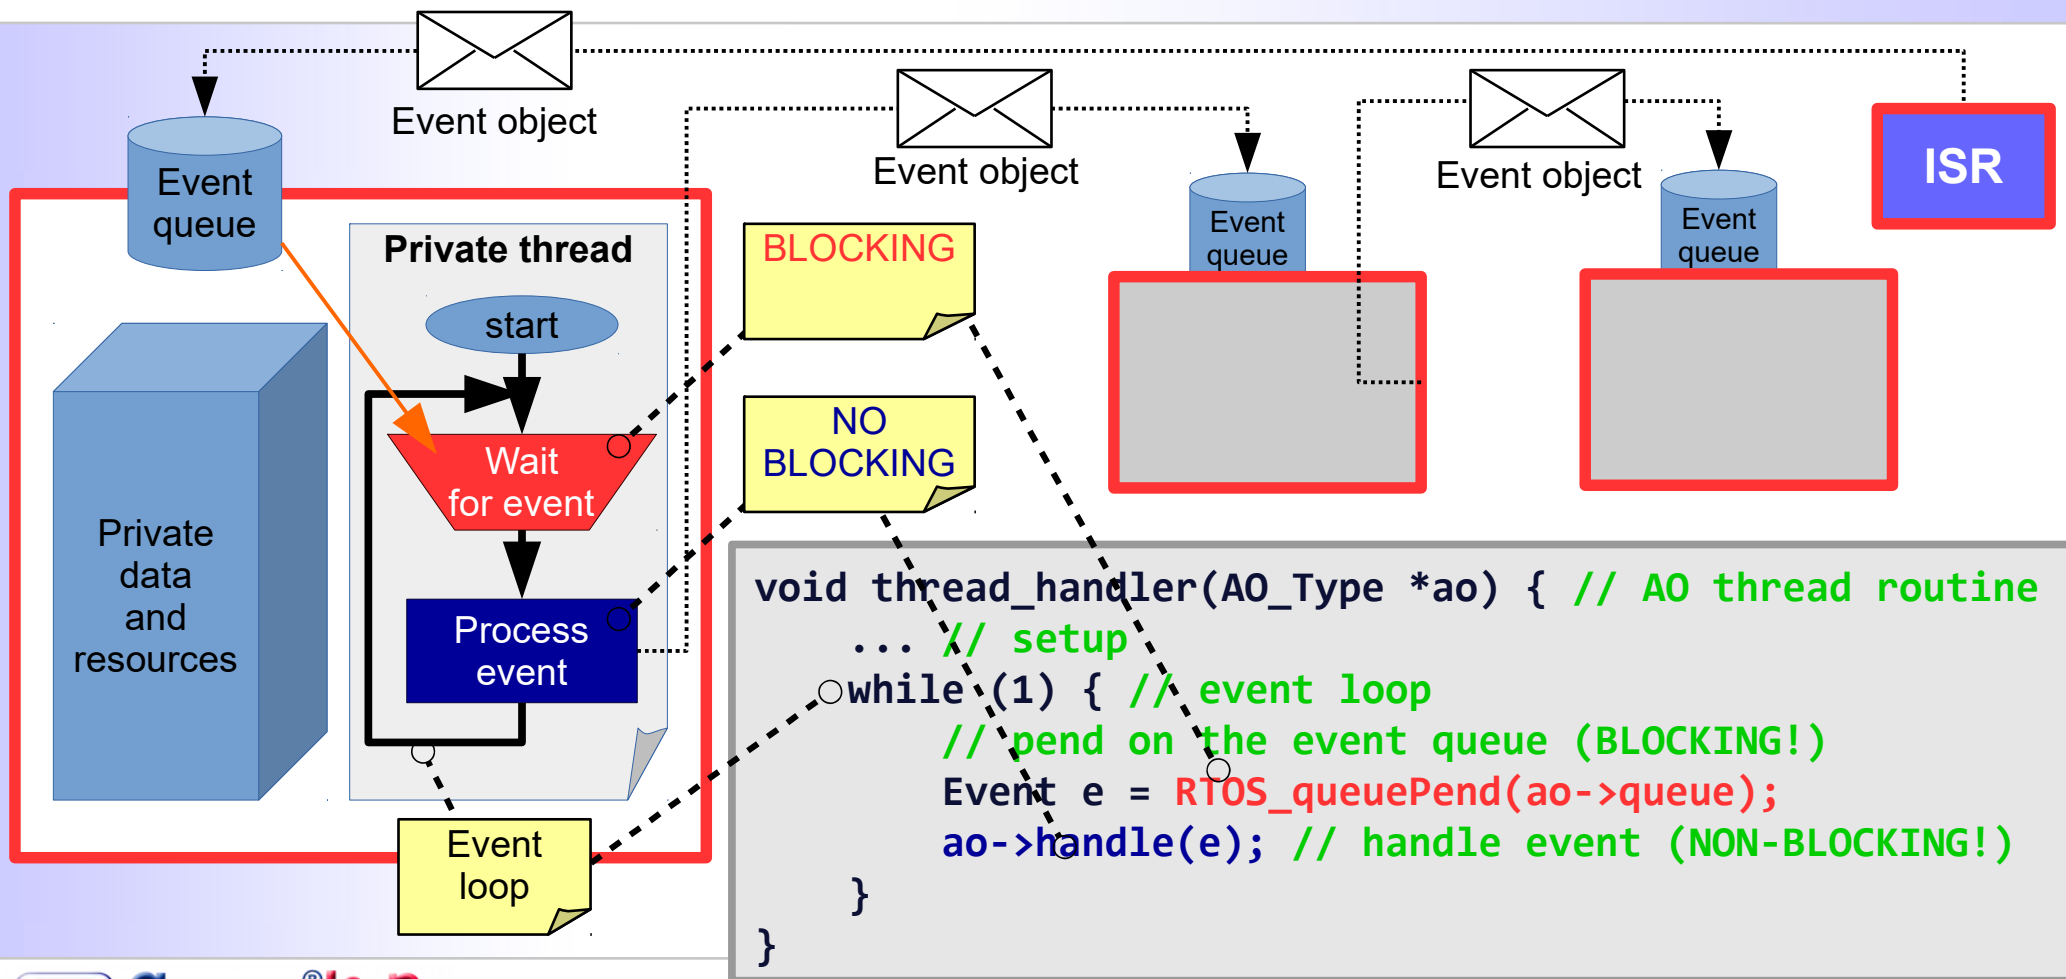 Event object
Event object
Event object
ISR
Event
queue
Event
queue
Event
queue
Private thread
start
Wait
for event
Process
event
Private
data
and
resources
BLOCKING
NO
BLOCKING
Event
loop
void thread_handler(AO_Type *ao) { // AO thread routine
... // setup
while (1) { // event loop
// pend on the event queue (BLOCKING!)
Event e = RTOS_queuePend(ao->queue);
ao->handle(e); // handle event (NON-BLOCKING!)
}
}